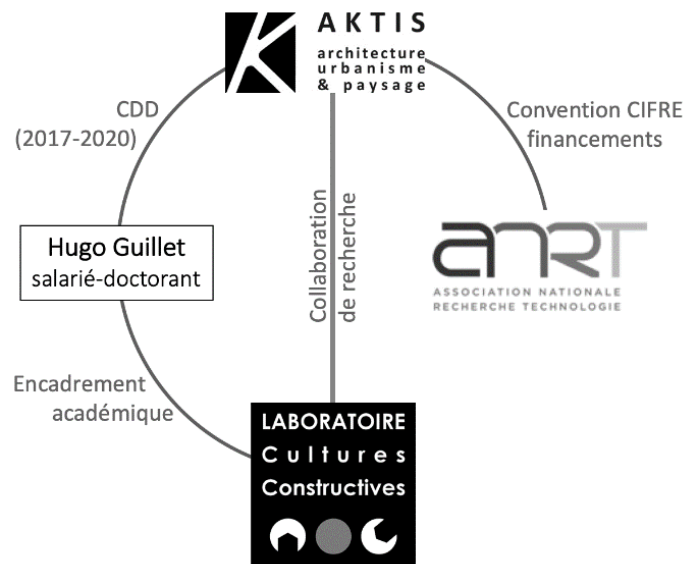 AKTIS
architecture
urbanisme
& paysage
CDD
(2017-2020)
Convention CIFRE
financements
Collaboration
de recherche
Hugo Guillet
salarié-doctorant
anrt
ASSOCIATION NATIONALE
RECHERCHE TECHNOLOGIE
Encadrement
académique
LABORATOIRE
Cultures
Constructives